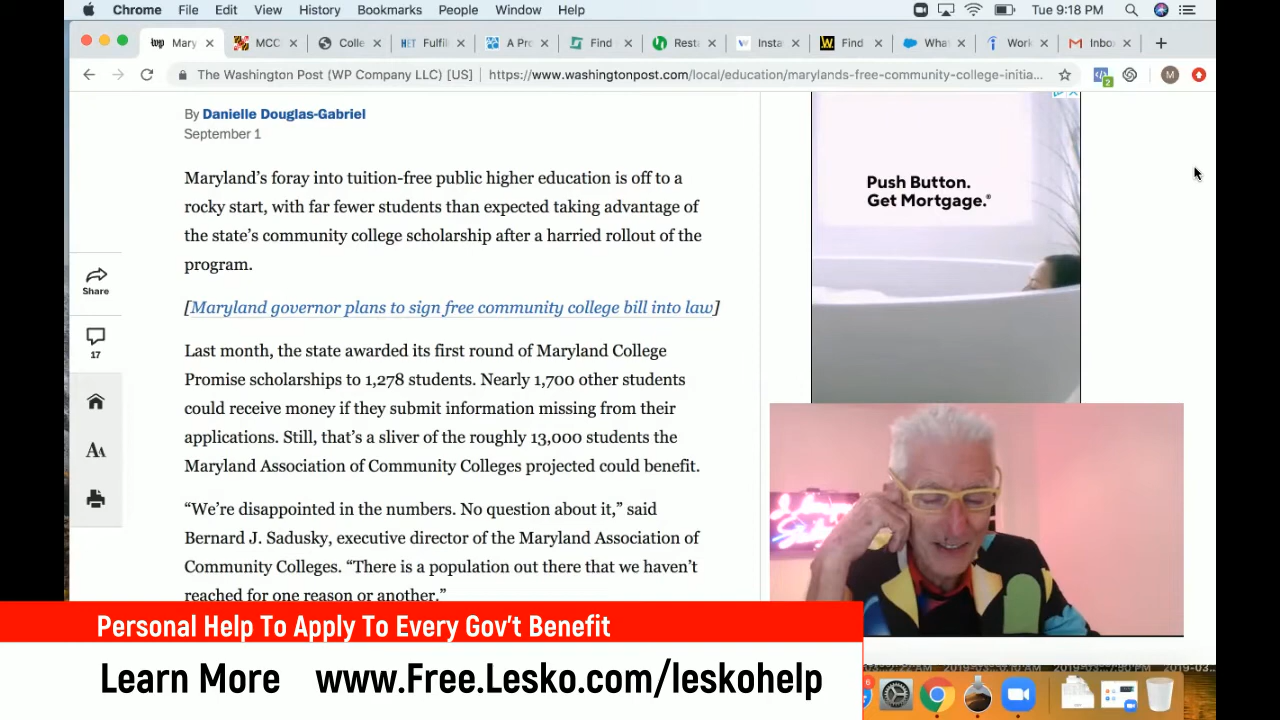 Chrome File Edit View History Bookmarks People Window Help Tue 9:18 PM
wp Mary MCC Colle HET Fulfil A Pro Find Rest Insta Find Wha Work Inbo
The Washington Post (WP Company LLC) [US] https://www.washingtonpost.com/local/education/marylands-free-community-college-initia...
2
M
By Danielle Douglas-Gabriel
September 1
Maryland's foray into tuition-free public higher education is off to a
rocky start, with far fewer students than expected taking advantage of
the state's community college scholarship after a harried rollout of the
program.
[Maryland governor plans to sign free community college bill into law]
Last month, the state awarded its first round of Maryland College
Promise scholarships to 1,278 students. Nearly 1,700 other students
could receive money if they submit information missing from their
applications. Still, that's a sliver of the roughly 13,000 students the
Maryland Association of Community Colleges projected could benefit.
“We're disappointed in the numbers. No question about it,” said
Bernard J. Sadusky, executive director of the Maryland Association of
Community Colleges. “There is a population out there that we haven't
reached for one reason or another.”
Share
17
AA
Push Button.
Get Mortgage.®
Personal Help To Apply To Every Gov't Benefit
Learn More www.Free.Lesko.com/leskohelp